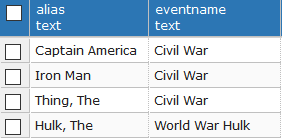 alias eventname
text text
Captain America Civil War
Iron Man Civil War
Thing, The Civil War
Hulk, The World War Hulk